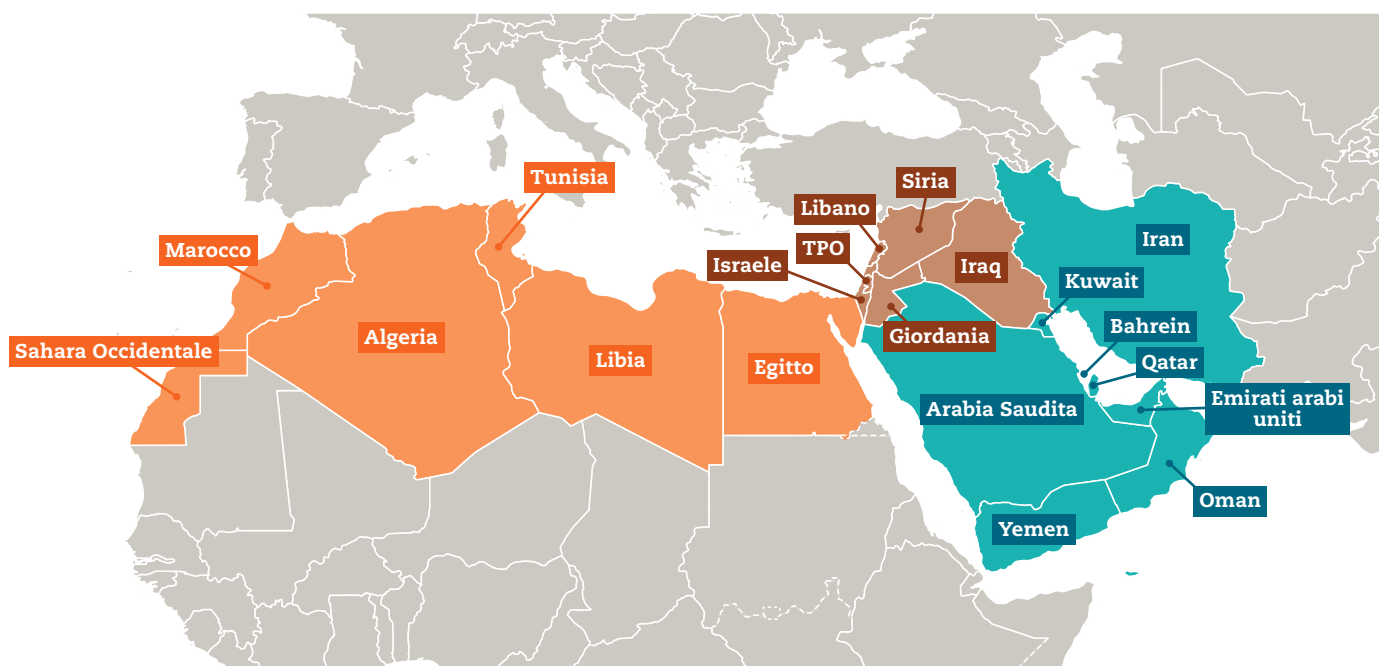 Tunisia
Siria
Libano
Marocco
TPO
Iran
Israele
Iraq
Kuwait
Bahrein
Algeria
Giordania
Sahara Occidentale
Libia
Egitto
Qatar
Arabia Saudita
Emirati arabi
uniti
Oman
Yemen